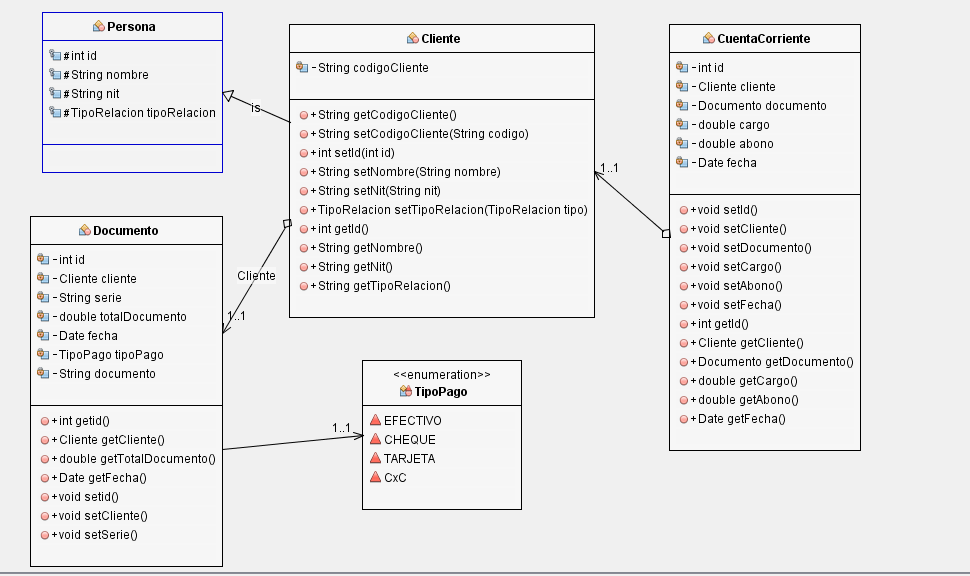 Persona
#int id
#String nombre
#String nit
#TipoRelacion tipoRelacion
is
Cliente
-String codigoCliente
+String getCodigoCliente()
+String setCodigoCliente(String codigo)
+int setId(int id)
+String setNombre(String nombre)
+String setNit(String nit)
+TipoRelacion setTipoRelacion(TipoRelacion tipo)
+int getId()
+String getNombre()
+String getNit()
+String getTipoRelacion()
1..1
CuentaCorriente
-int id
-Cliente cliente
-Documento documento
-double cargo
-double abono
-Date fecha
+void setId()
+void setCliente()
+void setDocumento()
+void setCargo()
+void setAbono()
+void setFecha()
+int getId()
+Cliente getCliente()
+Documento getDocumento()
+double getCargo()
+double getAbono()
+Date getFecha()
Documento
-int id
-Cliente cliente
-String serie
-double totalDocumento
-Date fecha
-TipoPago tipoPago
-String documento
+int getid()
+Cliente getCliente()
+double getTotalDocumento()
+Date getFecha()
+void setid()
+void setCliente()
+void setSerie()
Cliente
1..1
1..1
<<enumeration>>
TipoPago
EFECTIVO
CHEQUE
TARJETA
CxC